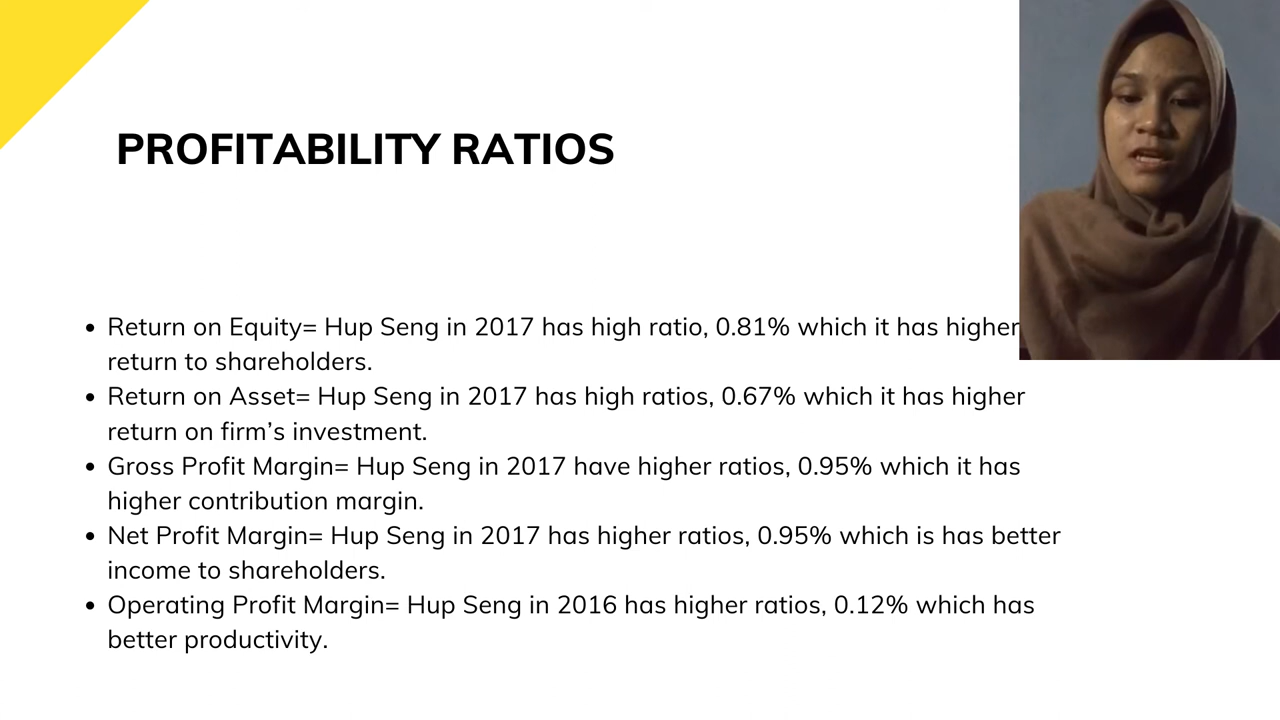 PROFITABILITY RATIOS
• Return on Equity= Hup Seng in 2017 has high ratio, 0.81% which it has higher
return to shareholders.
• Return on Asset= Hup Seng in 2017 has high ratios, 0.67% which it has higher
return on firm’s investment.
• Gross Profit Margin= Hup Seng in 2017 have higher ratios, 0.95% which it has
higher contribution margin.
• Net Profit Margin= Hup Seng in 2017 has higher ratios, 0.95% which is has better
income to shareholders.
• Operating Profit Margin= Hup Seng in 2016 has higher ratios, 0.12% which has
better productivity.